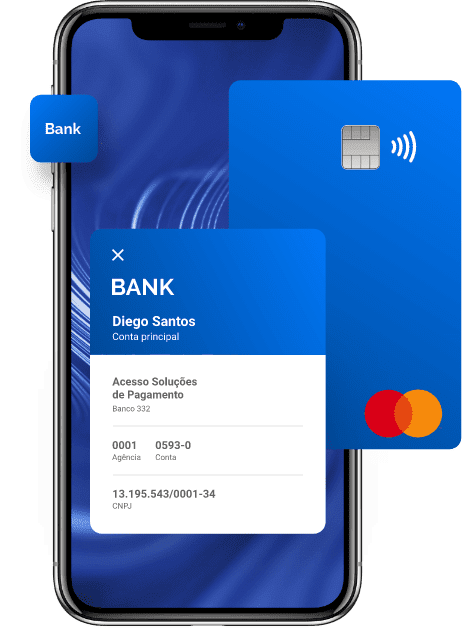 Bank
BANK
Diego Santos
Conta principal
Acesso Soluções
de Pagamento
Banco 332
0001 0593-0
Agência Conta
13.195.543/0001-34
CNPJ